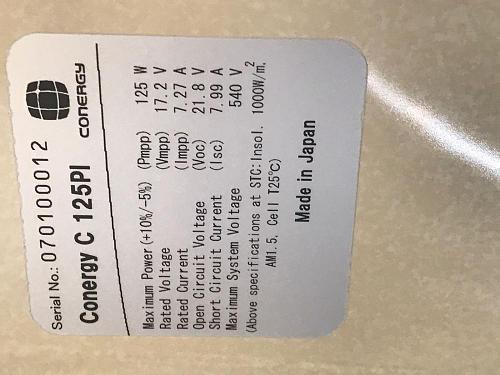 CONERGY
Serial No.: 070100012
Conergy C 125PI
Maximum Power (+10%/-5%) (Pmpp) 125 W
Rated Voltage (Vmpp) 17.2 V
Rated Current (Impp) 7.27 A
Open Circuit Voltage (Voc) 21.8 V
Short Circuit Current (Isc) 7.99 A
Maximum System Voltage 540 V
(Above specifications at STC:Insol. 1000W/m²,
AM1.5, Cell T25℃)
Made in Japan